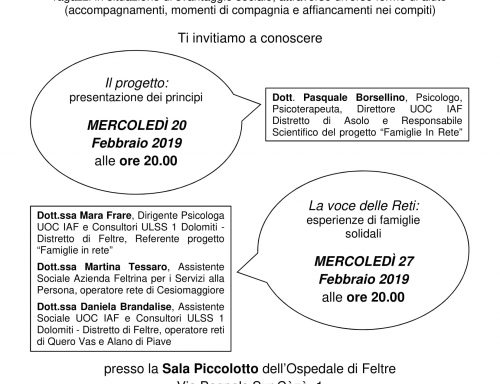 (accompagnamenti, momenti di compagnia e affiancamenti nei compiti)
Ti invitiamo a conoscere
Il progetto:
presentazione dei principi
MERCOLEDÌ 20
Febbraio 2019
alle ore 20.00
Dott. Pasquale Borsellino, Psicologo,
Psicoterapeuta, Direttore UOC IAF
Distretto di Asolo e Responsabile
Scientifico del progetto “Famiglie In Rete”
La voce delle Reti:
esperienze di famiglie
solidali
MERCOLEDÌ 27
Febbraio 2019
alle ore 20.00
Dott.ssa Mara Frare, Dirigente Psicologa
UOC IAF e Consultori ULSS 1 Dolomiti -
Distretto di Feltre, Referente progetto
“Famiglie in rete”
Dott.ssa Martina Tessaro, Assistente
Sociale Azienda Feltrina per i Servizi alla
Persona, operatore rete di Cesiomaggiore
Dott.ssa Daniela Brandalise, Assistente
Sociale UOC IAF e Consultori ULSS 1
Dolomiti - Distretto di Feltre, operatore reti
di Quero Vas e Alano di Piave
presso la Sala Piccolotto dell’Ospedale di Feltre